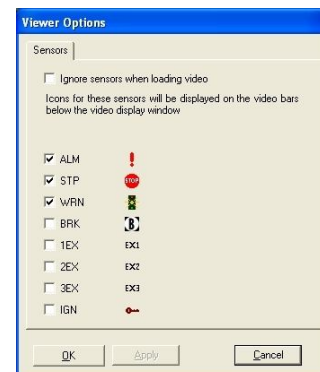 Viewer Options
Sensors
Ignore sensors when loading video
Icons for these sensors will be displayed on the video bars
below the video display window
ALM
STP STOP
WRN
BRK [B]
1EX EX1
2EX EX2
3EX EX3
IGN
OK Apply Cancel